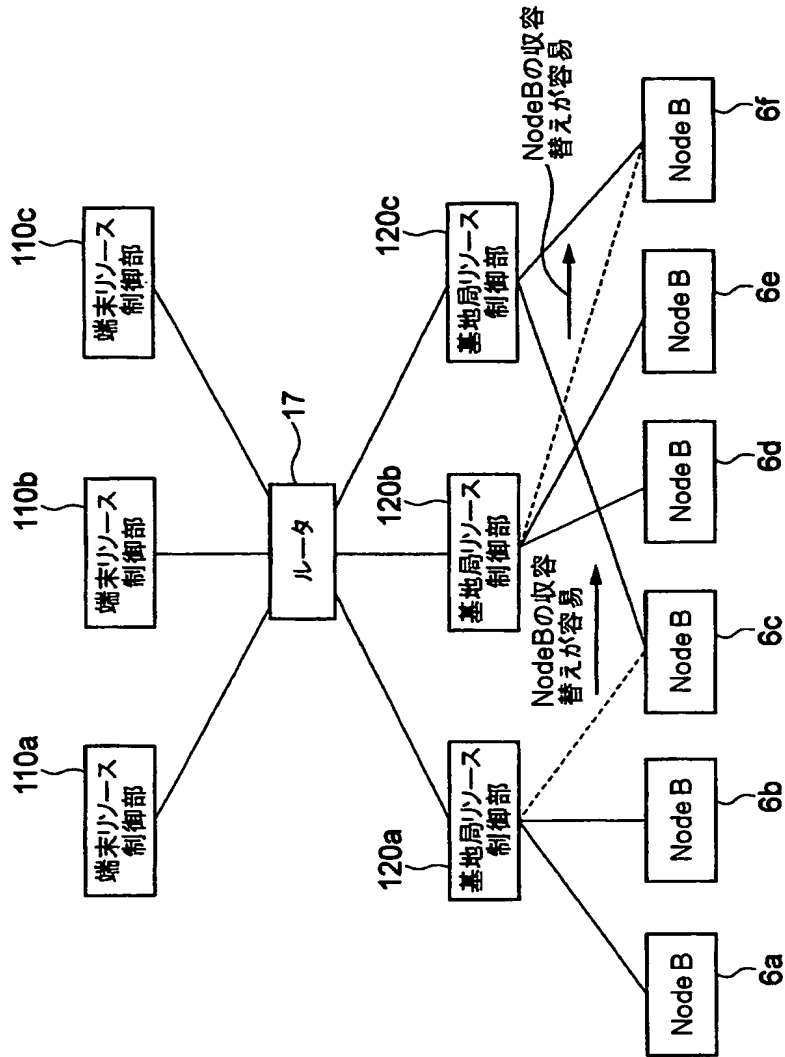 110a
端末リソース
制御部
110b
端末リソース
制御部
110c
端末リソース
制御部
17
ルータ
120a
基地局リソース
制御部
120b
基地局リソース
制御部
120c
基地局リソース
制御部
NodeBの収容
替えが容易
NodeBの収容
替えが容易
Node B
6a
Node B
6b
Node B
6c
Node B
6d
Node B
6e
Node B
6f